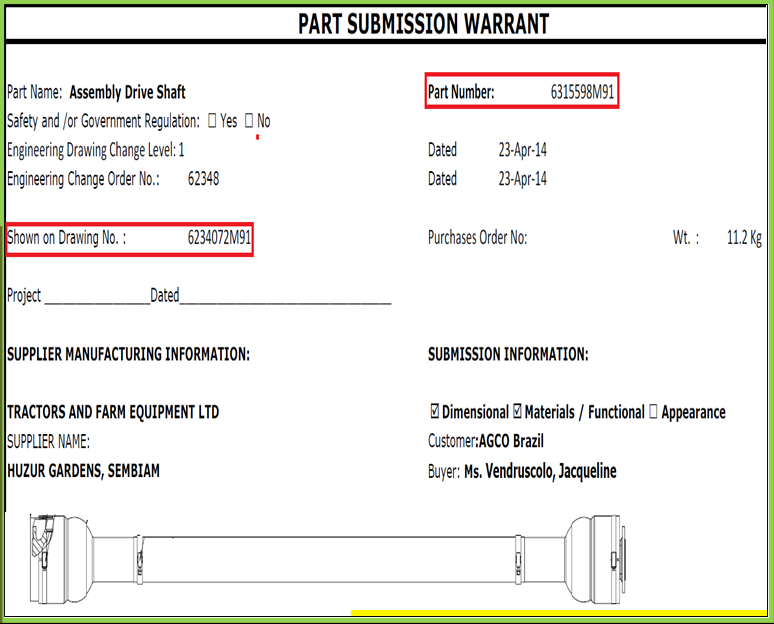 PART SUBMISSION WARRANT
Part Name: Assembly Drive Shaft
Part Number: 6315598M91
Safety and /or Government Regulation: ☐ Yes ☐ No
Engineering Drawing Change Level: 1
Dated 23-Apr-14
Engineering Change Order No.: 62348
Dated 23-Apr-14
Shown on Drawing No. : 6234072M91
Purchases Order No:
Wt. : 11.2 Kg
Project ___________________Dated______________________________________
SUPPLIER MANUFACTURING INFORMATION:
SUBMISSION INFORMATION:
TRACTORS AND FARM EQUIPMENT LTD
☑ Dimensional ☑ Materials / Functional ☐ Appearance
SUPPLIER NAME:
Customer:AGCO Brazil
HUZUR GARDENS, SEMBIAM
Buyer: Ms. Vendruscolo, Jacqueline